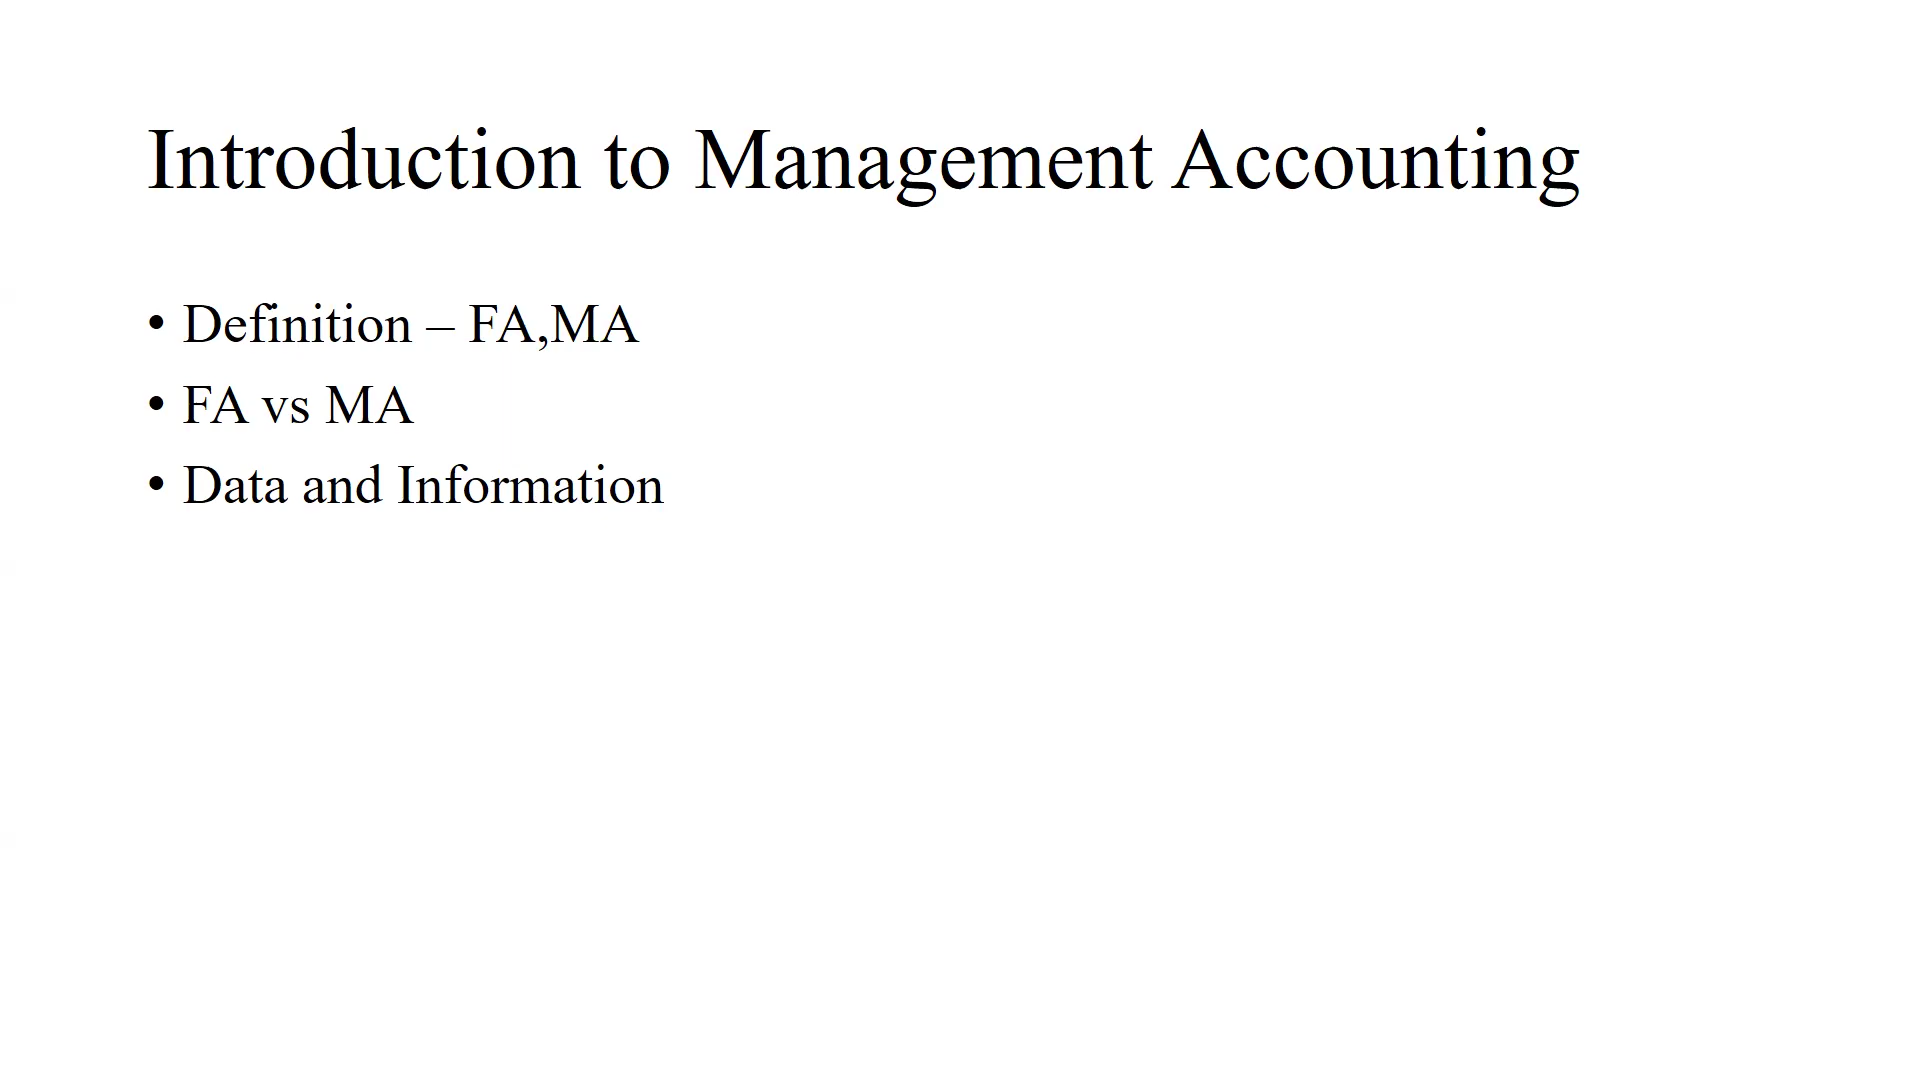 Introduction to Management Accounting
• Definition – FA,MA
• FA vs MA
• Data and Information